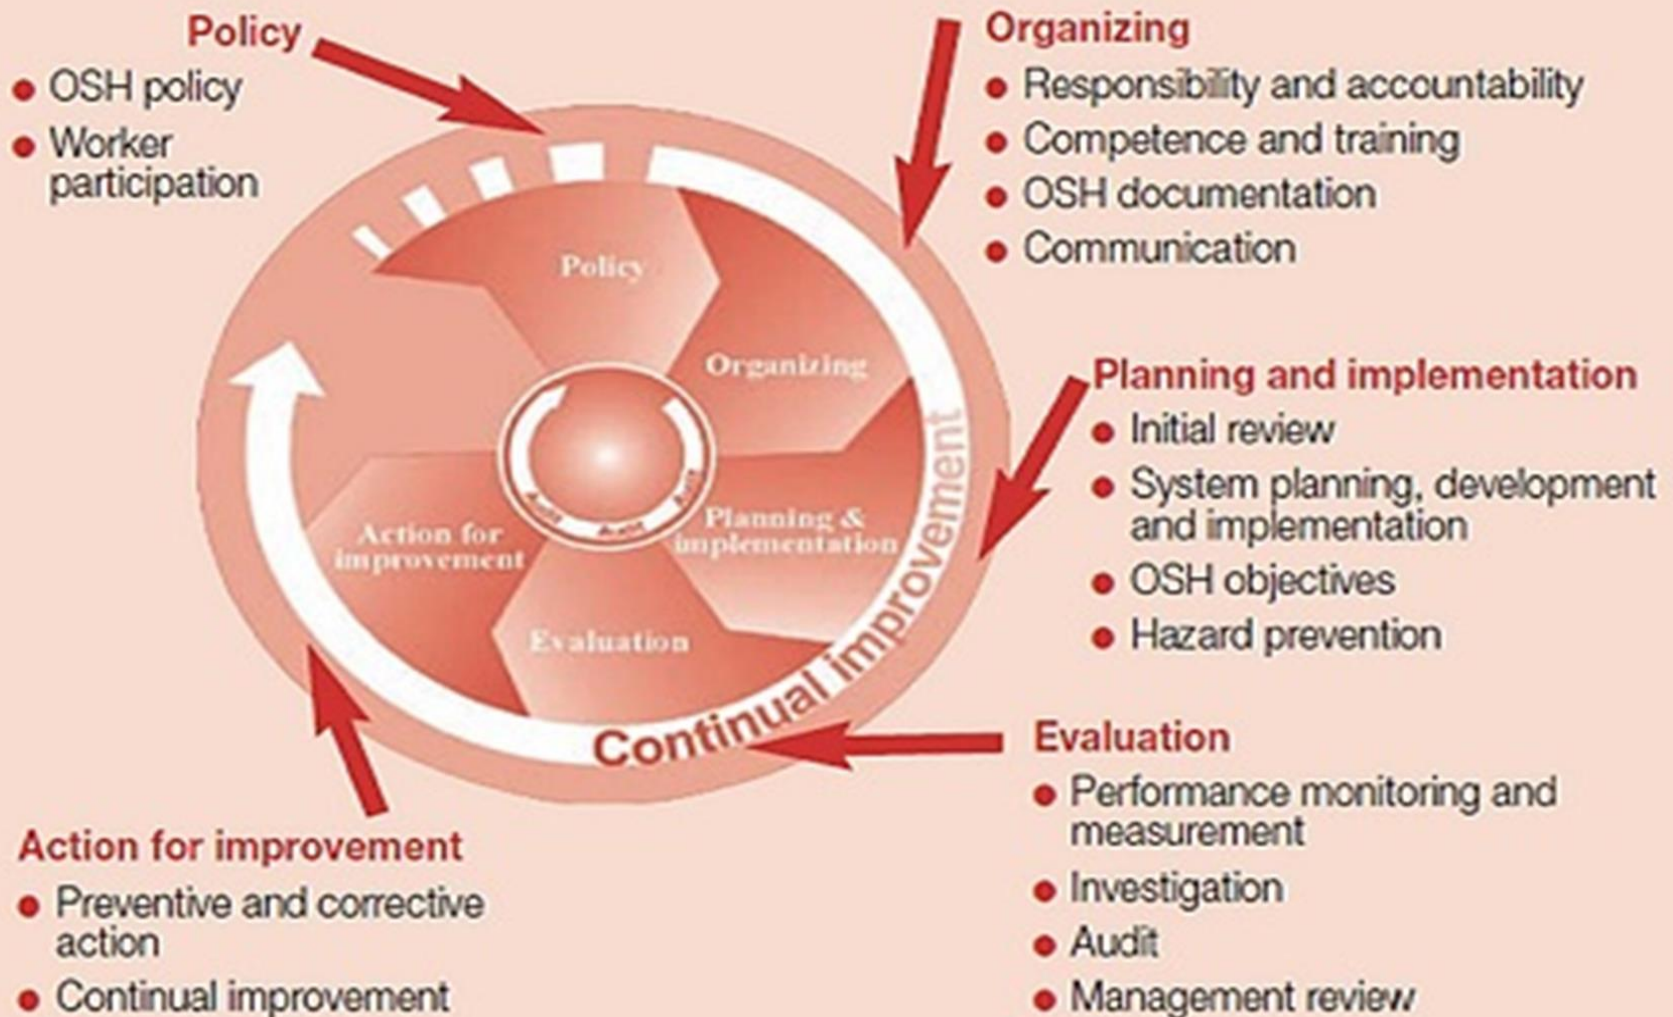 Policy
• OSH policy
• Worker
participation
Organizing
• Responsibility and accountability
• Competence and training
• OSH documentation
• Communication
Planning and implementation
• Initial review
• System planning, development
and implementation
• OSH objectives
• Hazard prevention
Evaluation
• Performance monitoring and
measurement
• Investigation
• Audit
• Management review
Action for improvement
• Preventive and corrective
action
• Continual improvement
Policy
Organizing
Planning &
implementation
Evaluation
Action for
improvement
Audit
Audit
Audit
Continual improvement